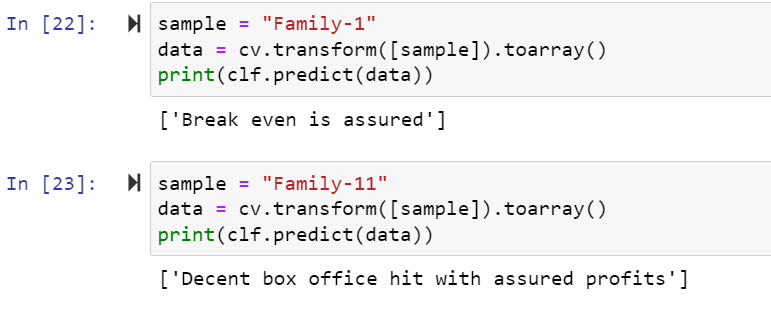 In [22]: sample = "Family-1"
data = cv.transform([sample]).toarray()
print(clf.predict(data))
['Break even is assured']
In [23]: sample = "Family-11"
data = cv.transform([sample]).toarray()
print(clf.predict(data))
['Decent box office hit with assured profits']